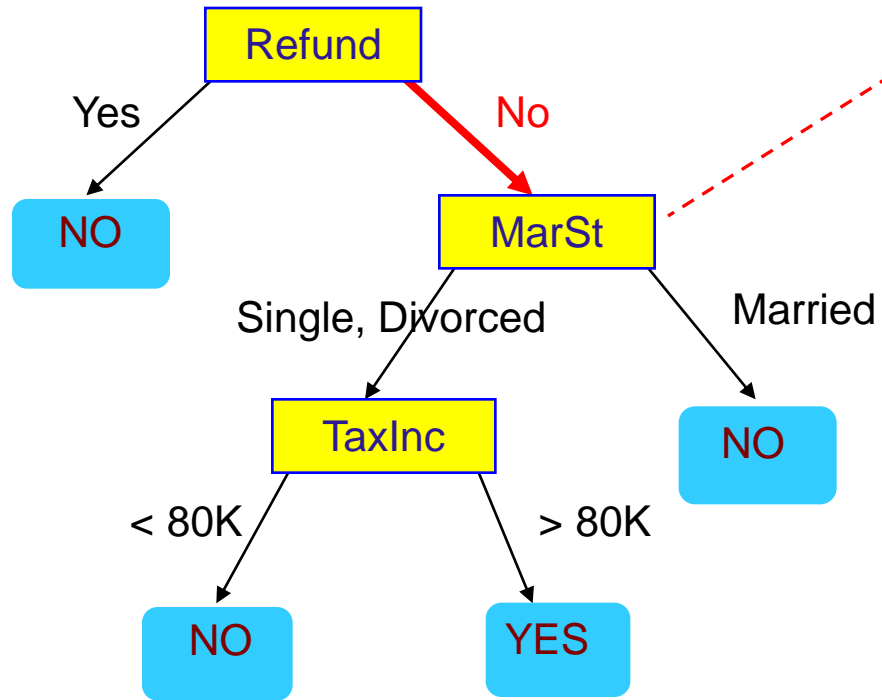 Refund
Yes
No
NO
MarSt
Single, Divorced
Married
TaxInc
NO
< 80K
> 80K
NO
YES